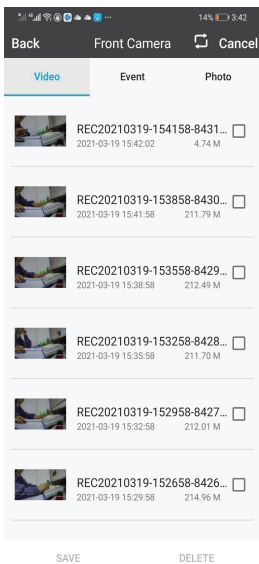 14% 3:42
Back Front Camera Cancel
Video Event Photo
REC20210319-154158-8431...
2021-03-19 15:42:02 4.74 M
REC20210319-153858-8430...
2021-03-19 15:41:58 211.79 M
REC20210319-153558-8429...
2021-03-19 15:38:58 212.49 M
REC20210319-153258-8428...
2021-03-19 15:35:58 211.70 M
REC20210319-152958-8427...
2021-03-19 15:32:58 212.01 M
REC20210319-152658-8426...
2021-03-19 15:29:58 214.96 M
SAVE DELETE